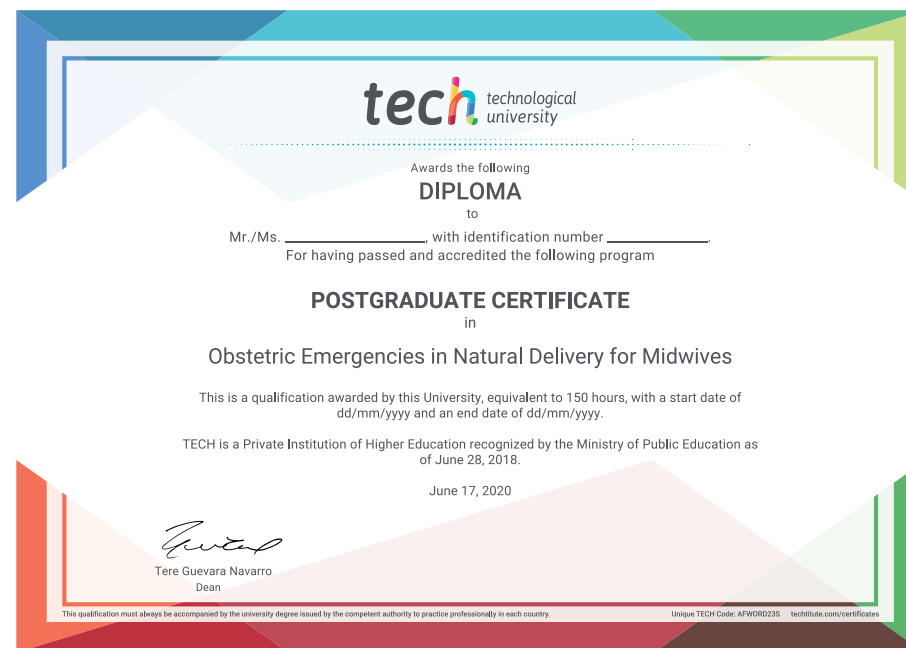 tech technological
university
Awards the following
DIPLOMA
to
Mr./Ms. ____________, with identification number ____________.
For having passed and accredited the following program
POSTGRADUATE CERTIFICATE
in
Obstetric Emergencies in Natural Delivery for Midwives
This is a qualification awarded by this University, equivalent to 150 hours, with a start date of
dd/mm/yyyy and an end date of dd/mm/yyyy.
TECH is a Private Institution of Higher Education recognized by the Ministry of Public Education as
of June 28, 2018.
June 17, 2020
Tere Guevara Navarro
Dean
This qualification must always be accompanied by the university degree issued by the competent authority to practice professionally in each country.
Unique TECH Code: AFWORD23S techtitute.com/certificates